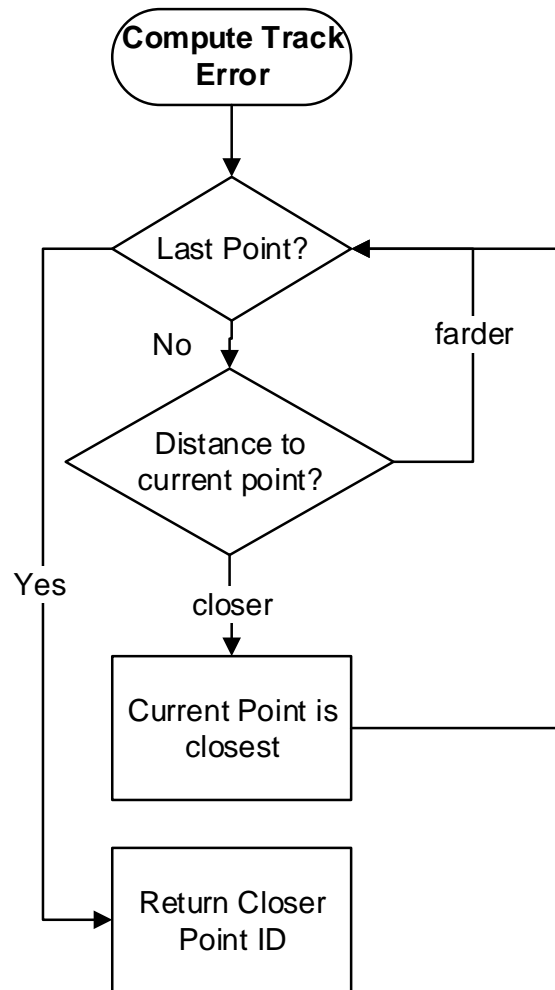 Compute Track
Error
Last Point?
No
farder
Distance to
current point?
Yes
closer
Current Point is
closest
Return Closer
Point ID